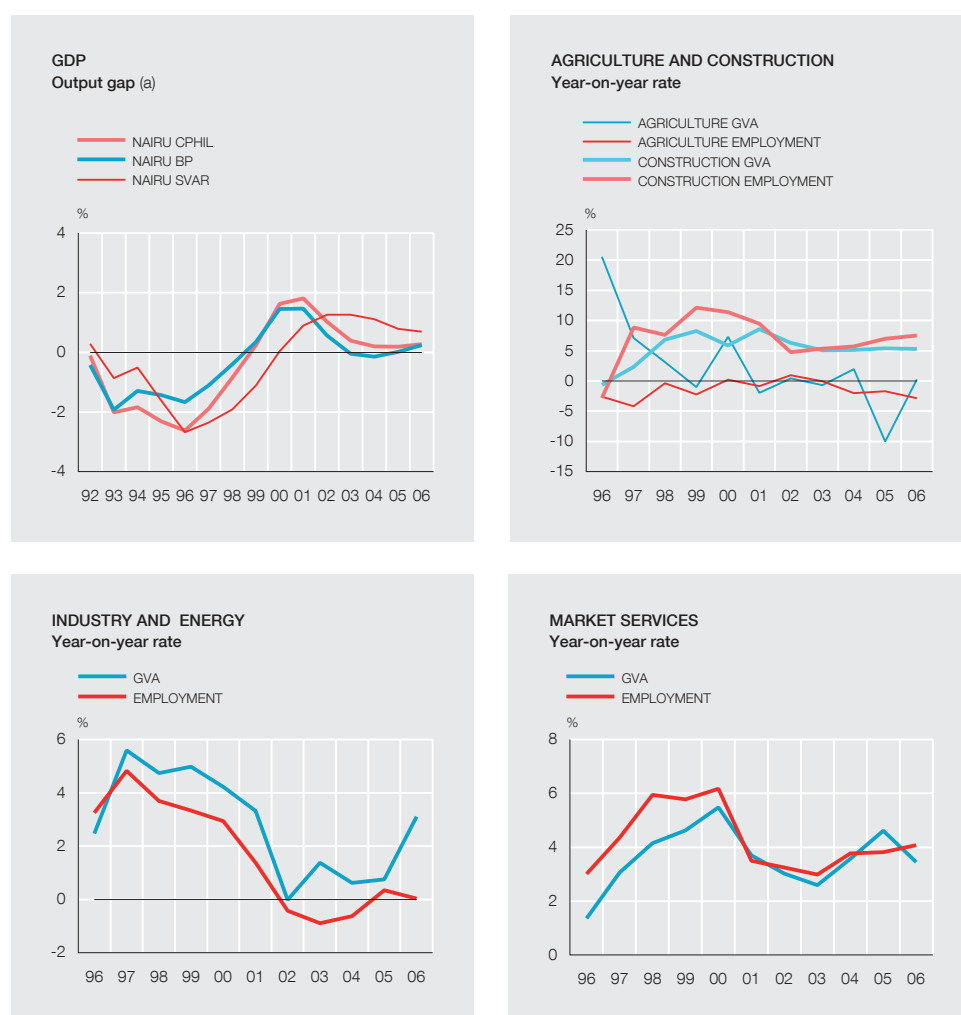 GDP
Output gap (a)
NAIRU CPHIL
NAIRU BP
NAIRU SVAR
%
4
2
0
-2
-4
92 93 94 95 96 97 98 99 00 01 02 03 04 05 06
AGRICULTURE AND CONSTRUCTION
Year-on-year rate
AGRICULTURE GVA
AGRICULTURE EMPLOYMENT
CONSTRUCTION GVA
CONSTRUCTION EMPLOYMENT
%
25
20
15
10
5
0
-5
-10
-15
96 97 98 99 00 01 02 03 04 05 06
INDUSTRY AND ENERGY
Year-on-year rate
GVA
EMPLOYMENT
%
6
4
2
0
-2
96 97 98 99 00 01 02 03 04 05 06
MARKET SERVICES
Year-on-year rate
GVA
EMPLOYMENT
%
8
6
4
2
0
96 97 98 99 00 01 02 03 04 05 06